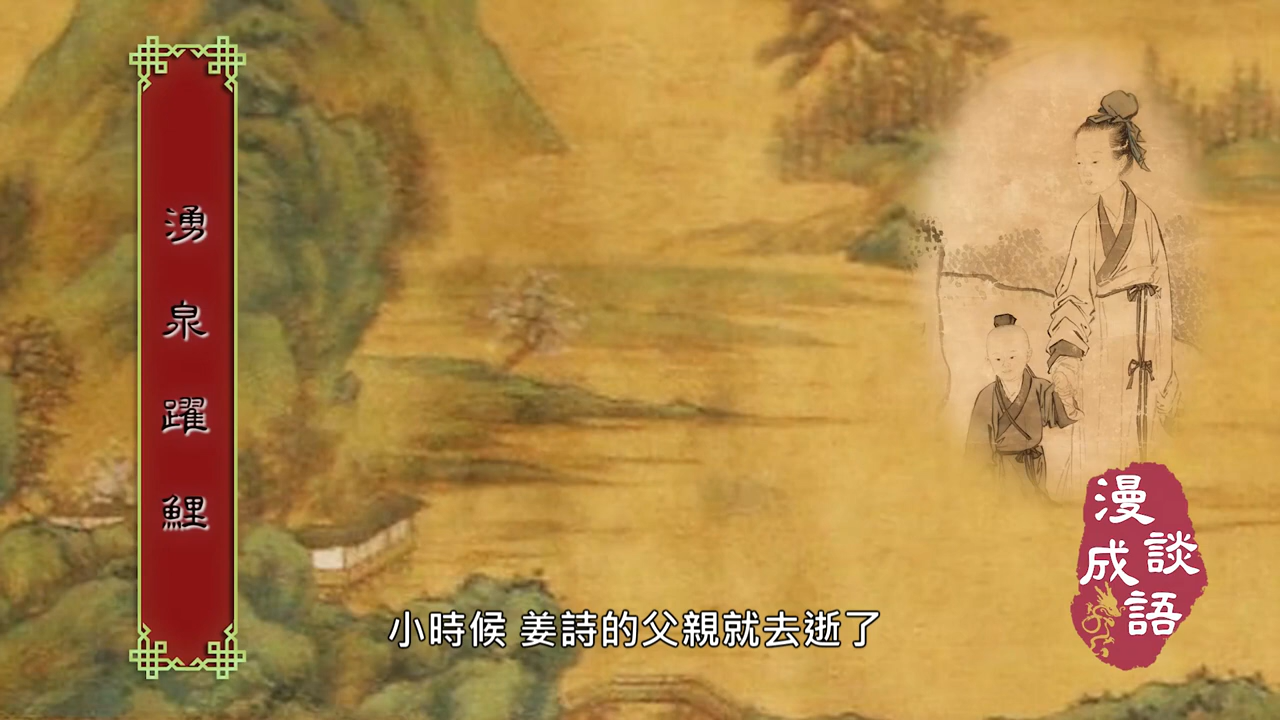 湧泉躍鯉
漫談
成語
小時候 姜詩的父親就去逝了